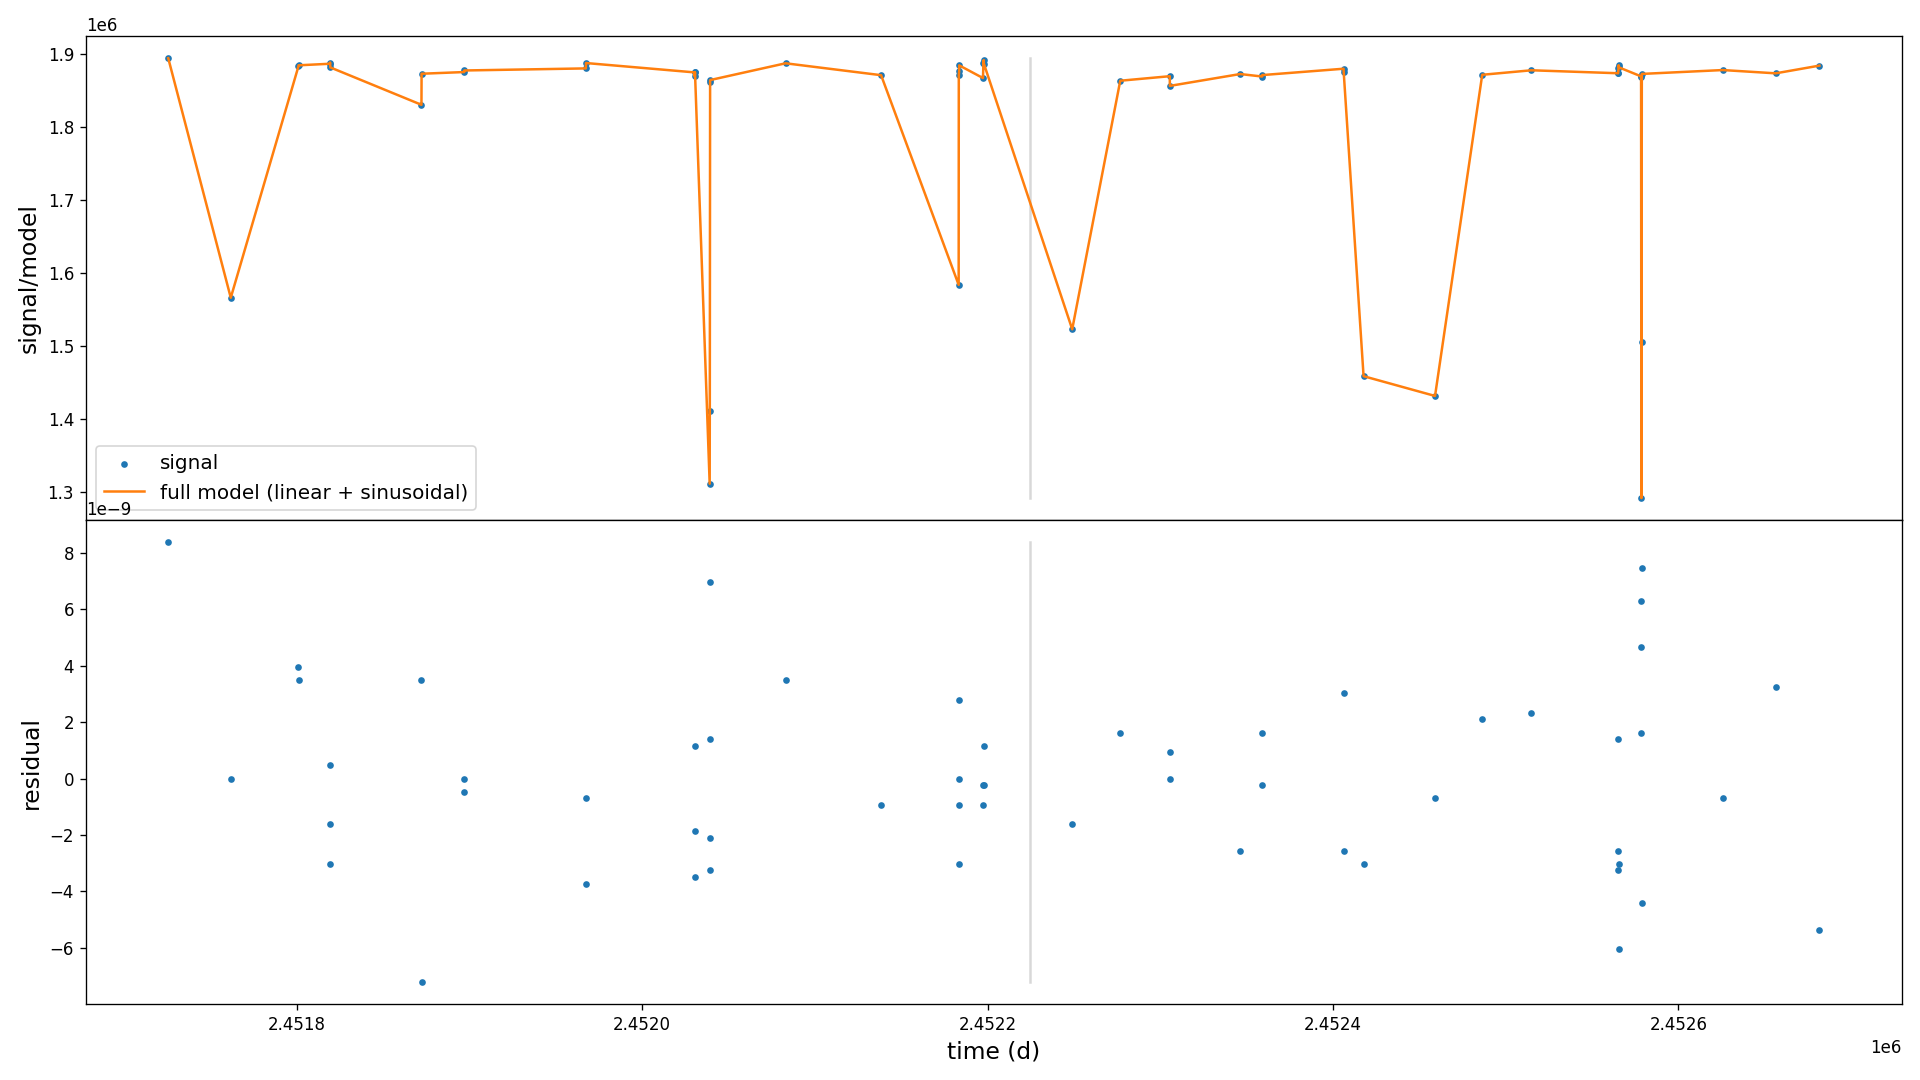 1e6
1.9
1.8
1.7
1.6
1.5
1.4
1.3
signal/model
signal
full model (linear + sinusoidal)
1e−9
8
6
4
2
0
−2
−4
−6
residual
2.4518
2.4520
2.4522
2.4524
2.4526
time (d)
1e6